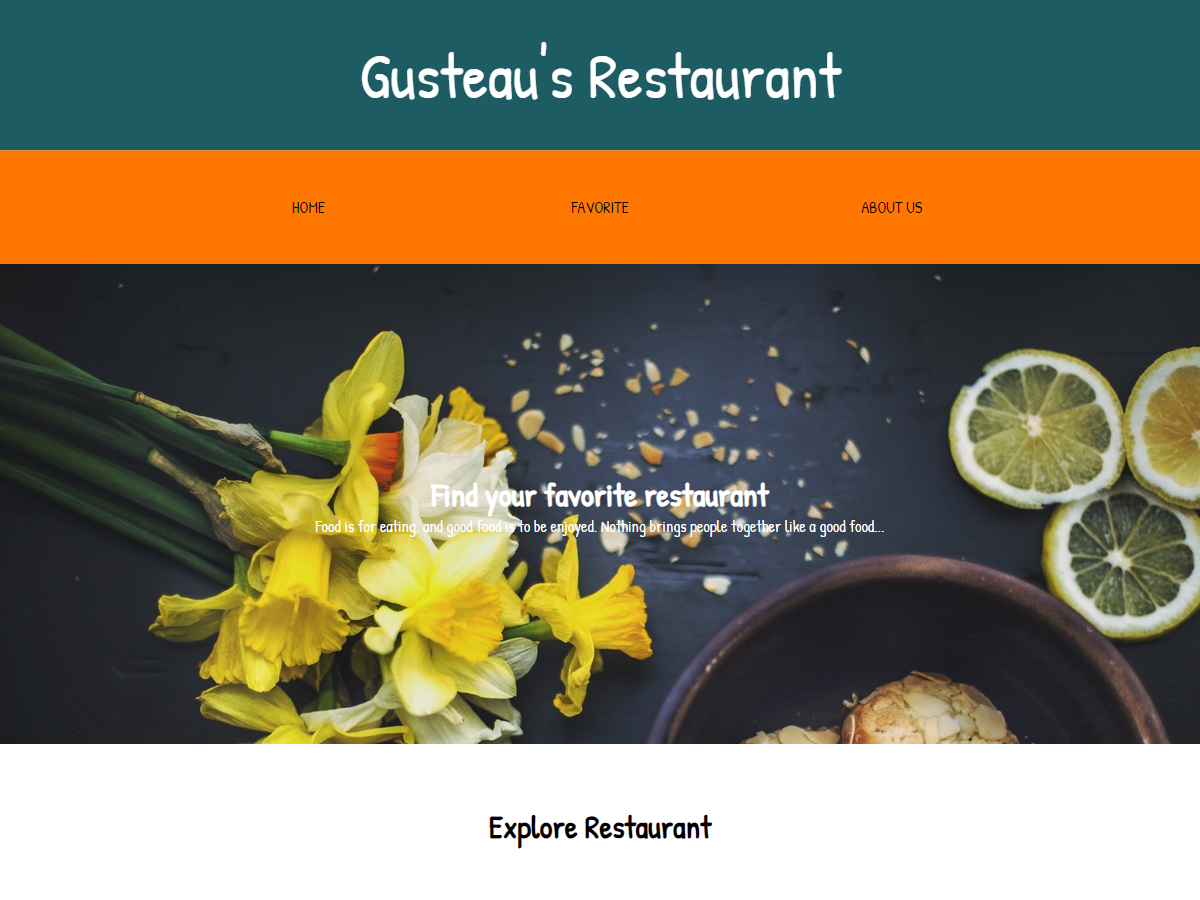 Gusteau's Restaurant
HOME FAVORITE ABOUT US
Find your favorite restaurant
Food is for eating, and good food is to be enjoyed. Nothing brings people together like a good food...
Explore Restaurant